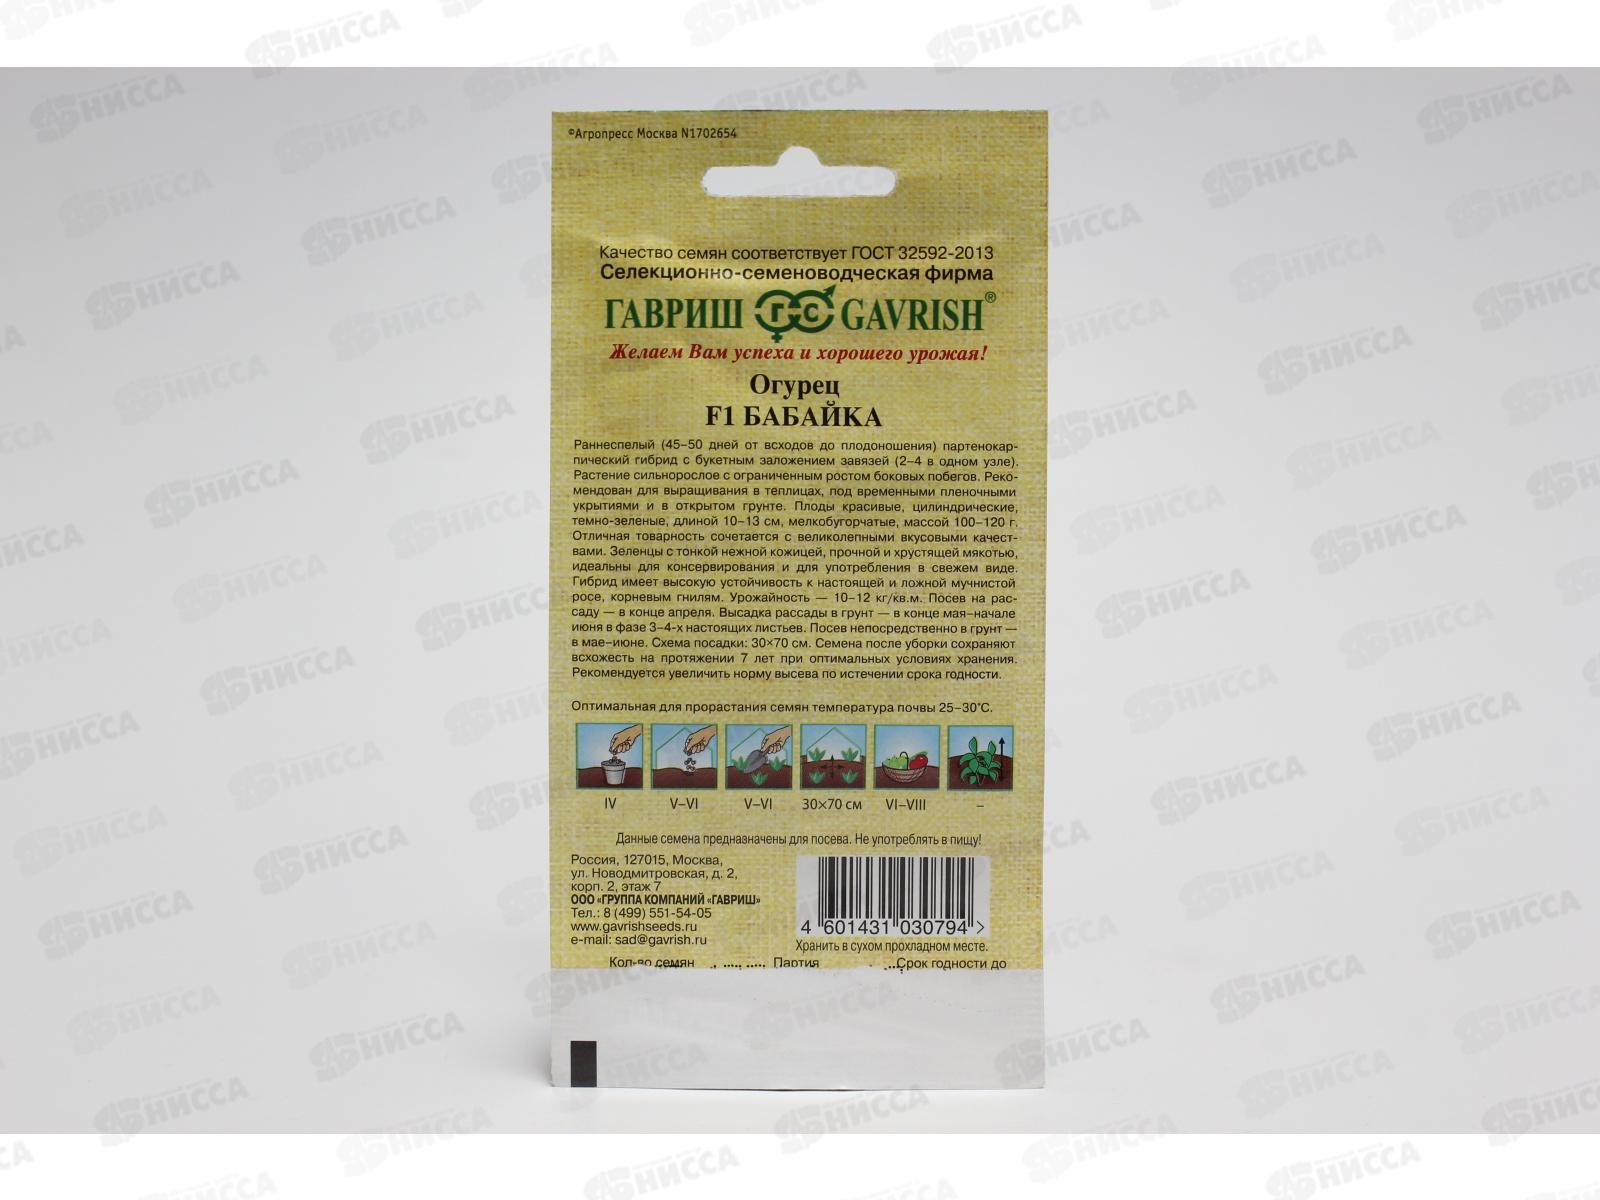 ©Агропресс Москва N1702654
Качество семян соответствует ГОСТ 32592-2013
Селекционно-семеноводческая фирма
ГАВРИШ ГС GAVRISH®
Желаем Вам успеха и хорошего урожая!
Огурец
F1 БАБАЙКА
Раннеспелый (45–50 дней от всходов до плодоношения) партенокар-
пический гибрид с букетным заложением завязей (2–4 в одном узле).
Растение сильнорослое с ограниченным ростом боковых побегов. Реко-
мендован для выращивания в теплицах, под временными пленочными
укрытиями и в открытом грунте. Плоды красивые, цилиндрические,
темно-зеленые, длиной 10–13 см, мелкобугорчатые, массой 100–120 г.
Отличная товарность сочетается с великолепными вкусовыми качест-
вами. Зеленцы с тонкой нежной кожицей, прочной и хрустящей мякотью,
идеальны для консервирования и для употребления в свежем виде.
Гибрид имеет высокую устойчивость к настоящей и ложной мучнистой
росе, корневым гнилям. Урожайность — 10–12 кг/кв.м. Посев на рас-
саду — в конце апреля. Высадка рассады в грунт — в конце мая–начале
июня в фазе 3–4-х настоящих листьев. Посев непосредственно в грунт —
в мае–июне. Схема посадки: 30×70 см. Семена после уборки сохраняют
всхожесть на протяжении 7 лет при оптимальных условиях хранения.
Рекомендуется увеличить норму высева по истечении срока годности.
Оптимальная для прорастания семян температура почвы 25–30°С.
IV V–VI V–VI 30×70 см VI–VIII –
Данные семена предназначены для посева. Не употреблять в пищу!
Россия, 127015, Москва,
ул. Новодмитровская, д. 2,
корп. 2, этаж 7
ООО «ГРУППА КОМПАНИЙ «ГАВРИШ»
Тел.: 8 (499) 551-54-05
www.gavrishseeds.ru
e-mail: sad@gavrish.ru
4 601431 030794 >
Хранить в сухом прохладном месте.
Кол-во семян Партия Срок годности до